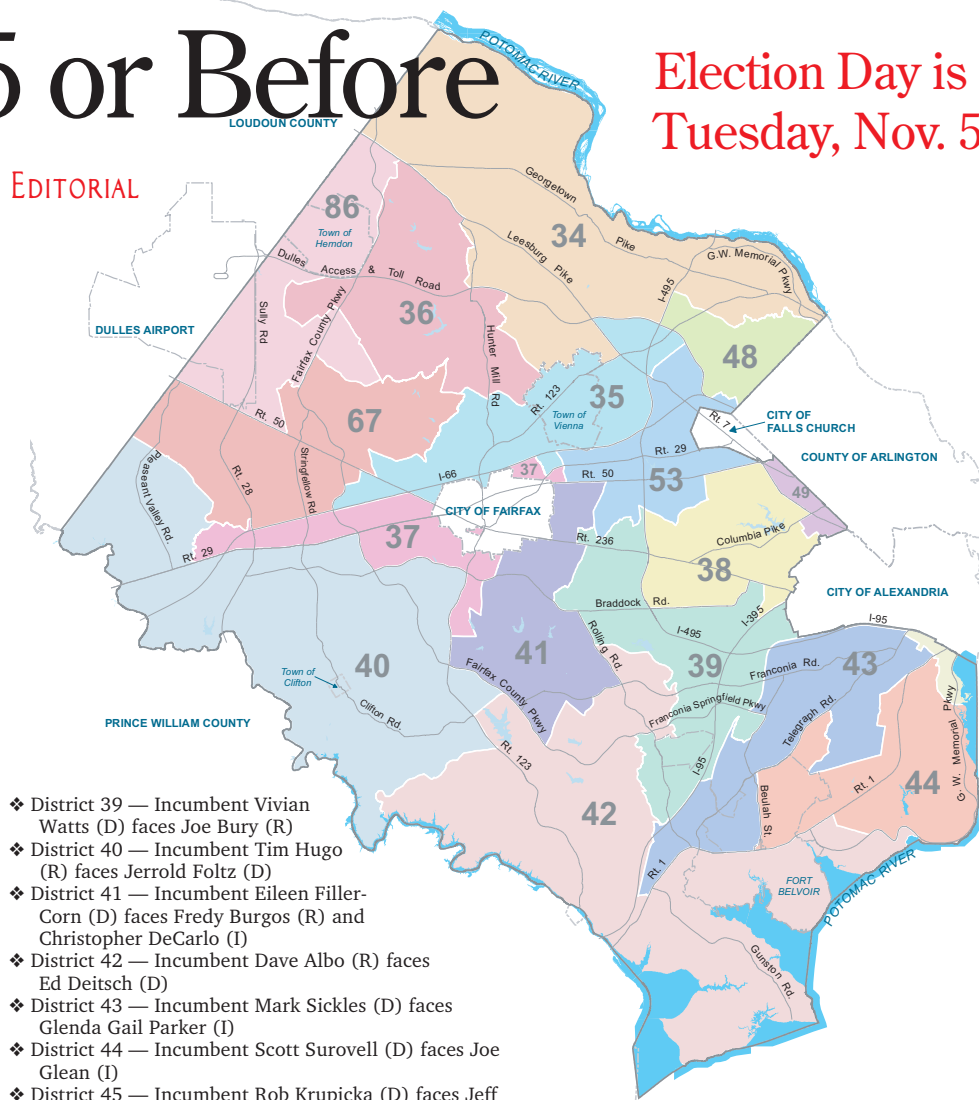 5 or Before
Election Day is
Tuesday, Nov. 5
EDITORIAL
POTOMAC RIVER
LOUDOUN COUNTY
86
Town of
Herndon
34
Georgetown
Pike
Leesburg Pike
G.W. Memorial Pkwy
I-495
Dulles Access & Toll Road
36
Sully Rd
Fairfax County Pkwy
Hunter Mill Rd
DULLES AIRPORT
48
35
Rt. 123
Town of
Vienna
67
Rt. 50
Rt. 7
CITY OF
FALLS CHURCH
COUNTY OF ARLINGTON
Pleasant Valley Rd.
Rt. 28
Stringfellow Rd
I-66
37
Rt. 29
Rt. 50
53
49
CITY OF FAIRFAX
37
Rt. 29
Rt. 236
Columbia Pike
38
CITY OF ALEXANDRIA
Braddock Rd.
I-395
I-95
I-495
Rolling Rd.
41
40
39
43
Franconia Rd.
Town of
Clifton
Clifton Rd.
Fairfax County Pkwy
Franconia Springfield Pkwy
Telegraph Rd.
G. W. Memorial Pkwy
PRINCE WILLIAM COUNTY
Rt. 123
I-95
Beulah St.
Rt. 1
44
42
Rt. 1
FORT
BELVOIR
POTOMAC RIVER
Gunston Rd.
❖ District 39 — Incumbent Vivian
Watts (D) faces Joe Bury (R)
❖ District 40 — Incumbent Tim Hugo
(R) faces Jerrold Foltz (D)
❖ District 41 — Incumbent Eileen Filler-
Corn (D) faces Fredy Burgos (R) and
Christopher DeCarlo (I)
❖ District 42 — Incumbent Dave Albo (R) faces
Ed Deitsch (D)
❖ District 43 — Incumbent Mark Sickles (D) faces
Glenda Gail Parker (I)
❖ District 44 — Incumbent Scott Surovell (D) faces Joe
Glean (I)
❖ District 45 — Incumbent Rob Krupicka (D) faces Jeff